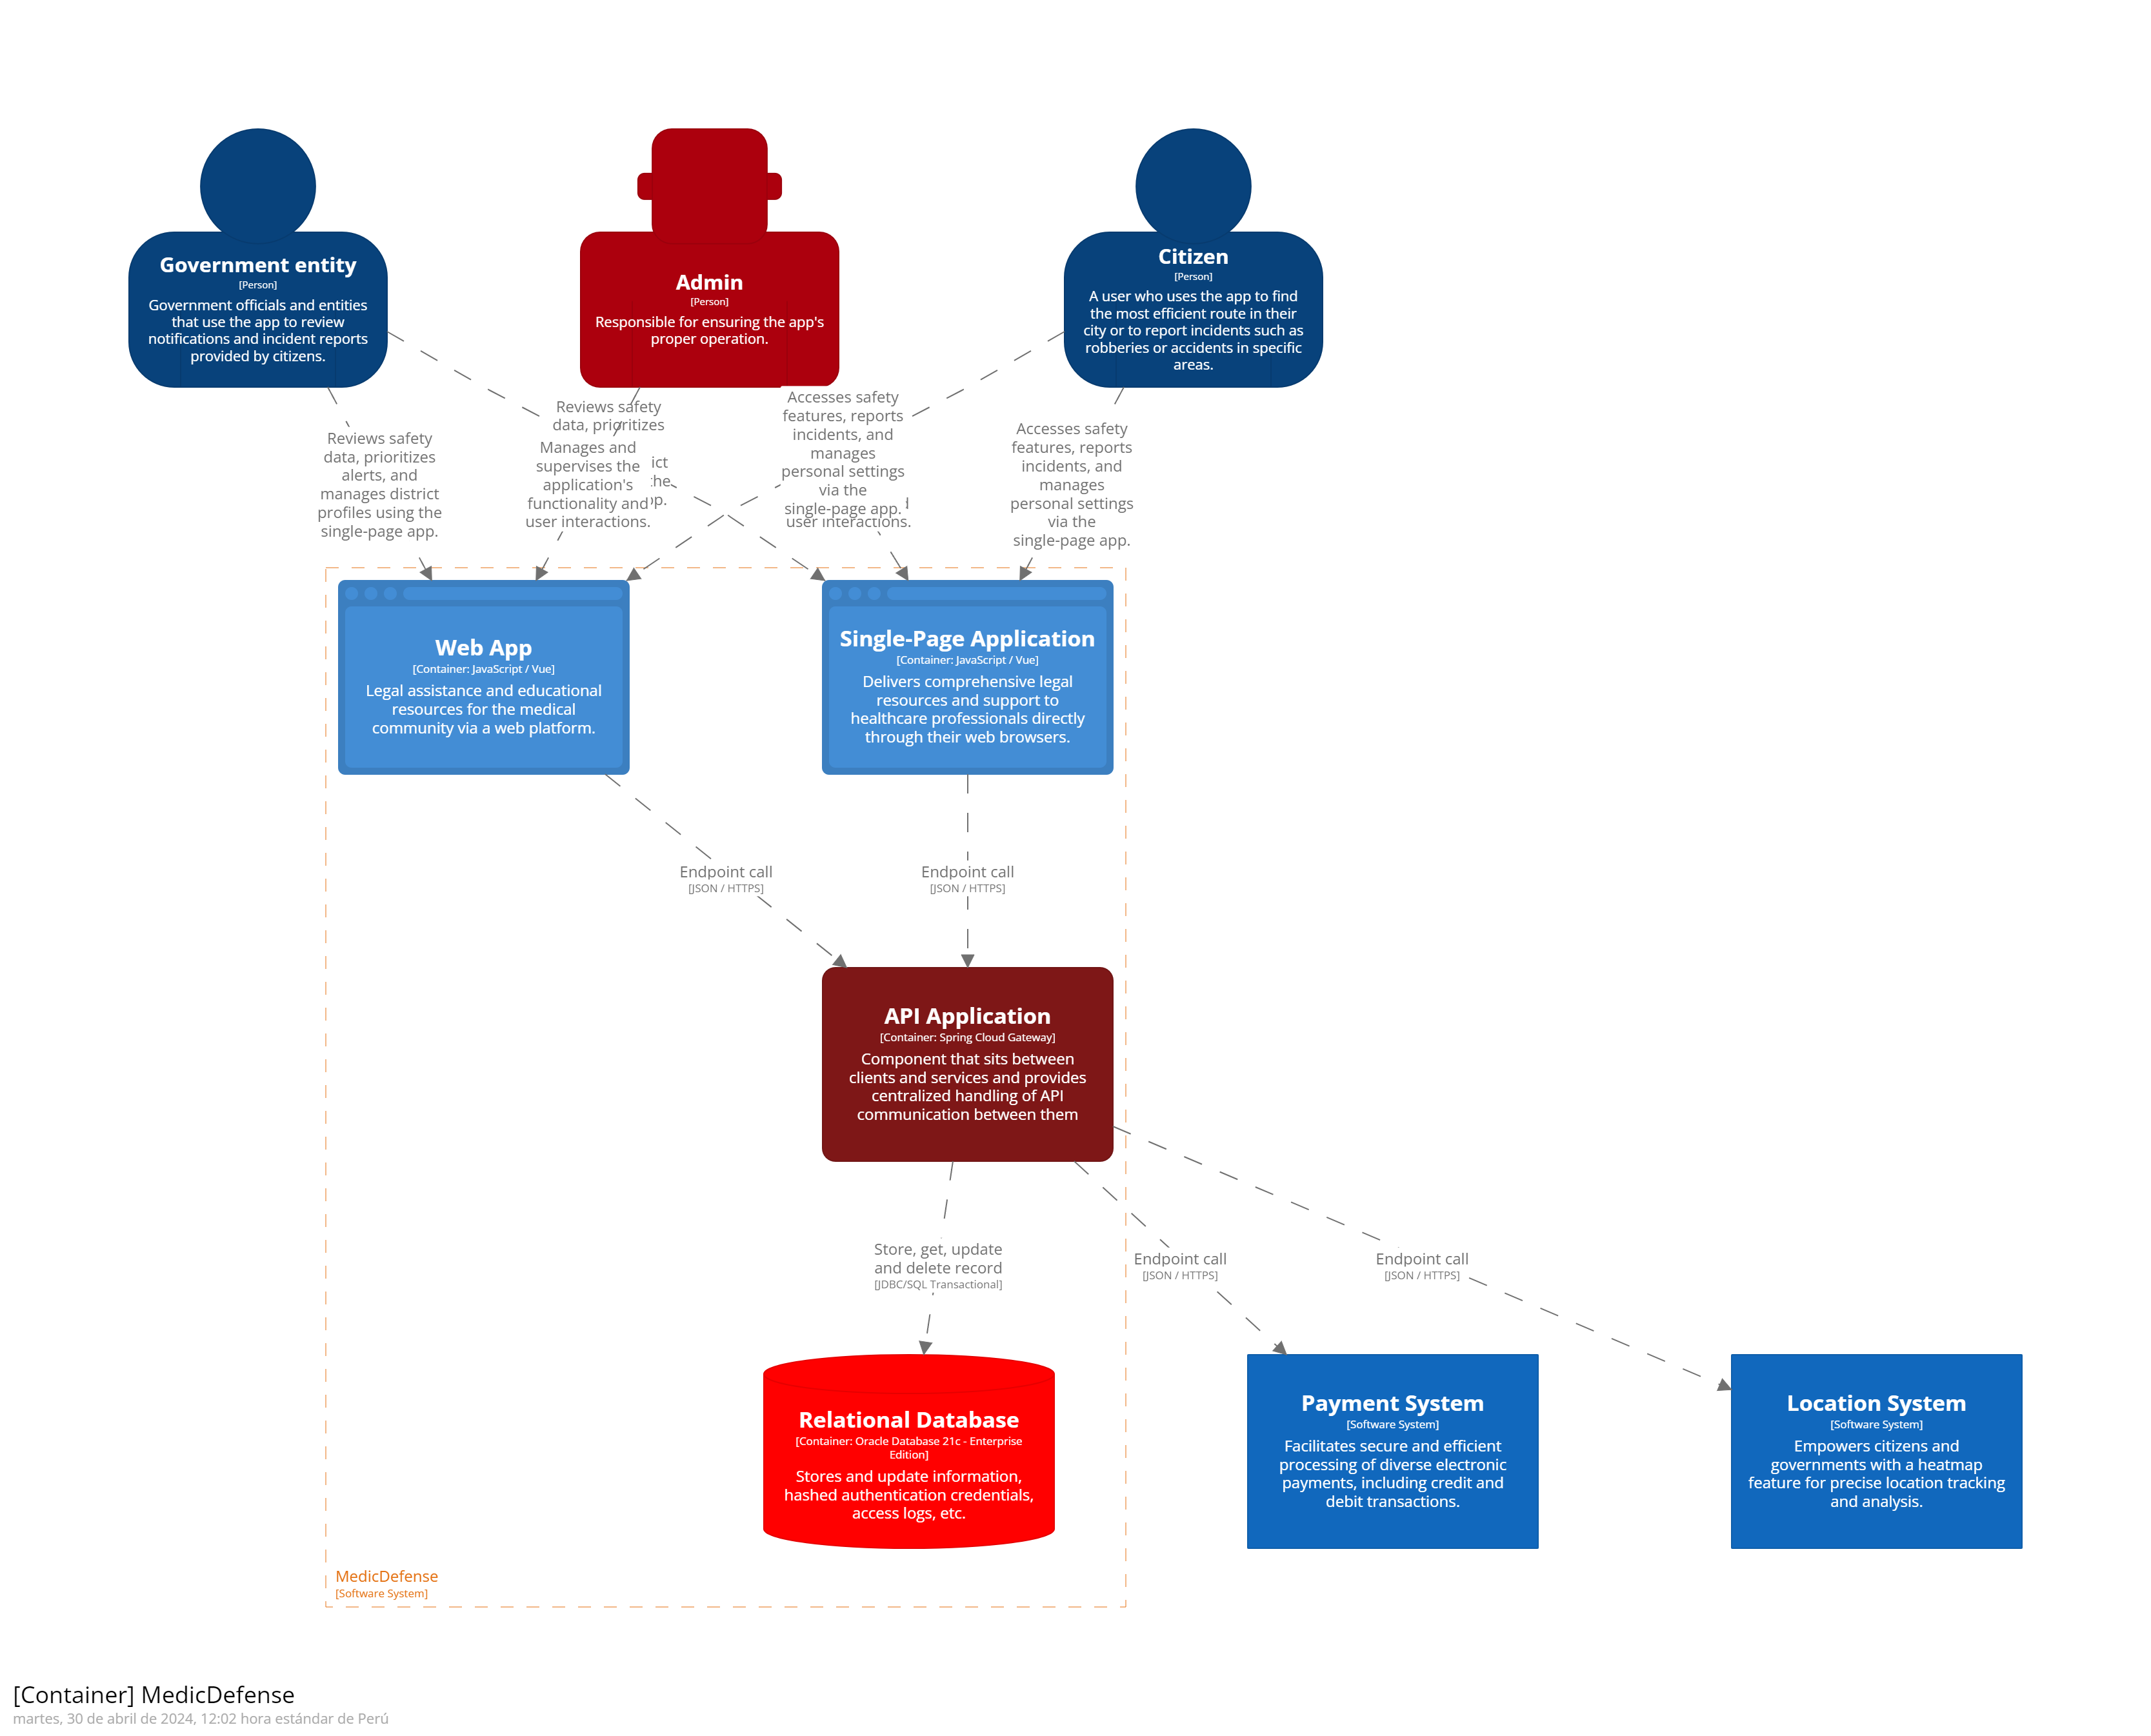 Government entity
[Person]
Government officials and entities
that use the app to review
notifications and incident reports
provided by citizens.
Admin
[Person]
Responsible for ensuring the app's
proper operation.
Citizen
[Person]
A user who uses the app to find
the most efficient route in their
city or to report incidents such as
robberies or accidents in specific
areas.
Reviews safety
data, prioritizes
alerts, and
manages district
profiles using the
single-page app.
Reviews safety
data, prioritizes
Manages and
supervises the
application's
functionality and
user interactions.
Accesses safety
features, reports
incidents, and
manages
personal settings
via the
single-page app.
user interactions.
Accesses safety
features, reports
incidents, and
manages
personal settings
via the
single-page app.
Web App
[Container: JavaScript / Vue]
Legal assistance and educational
resources for the medical
community via a web platform.
Single-Page Application
[Container: JavaScript / Vue]
Delivers comprehensive legal
resources and support to
healthcare professionals directly
through their web browsers.
Endpoint call
[JSON / HTTPS]
Endpoint call
[JSON / HTTPS]
API Application
[Container: Spring Cloud Gateway]
Component that sits between
clients and services and provides
centralized handling of API
communication between them
Store, get, update
and delete record
[JDBC/SQL Transactional]
Endpoint call
[JSON / HTTPS]
Endpoint call
[JSON / HTTPS]
Relational Database
[Container: Oracle Database 21c - Enterprise
Edition]
Stores and update information,
hashed authentication credentials,
access logs, etc.
Payment System
[Software System]
Facilitates secure and efficient
processing of diverse electronic
payments, including credit and
debit transactions.
Location System
[Software System]
Empowers citizens and
governments with a heatmap
feature for precise location tracking
and analysis.
MedicDefense
[Software System]
[Container] MedicDefense
martes, 30 de abril de 2024, 12:02 hora estándar de Perú